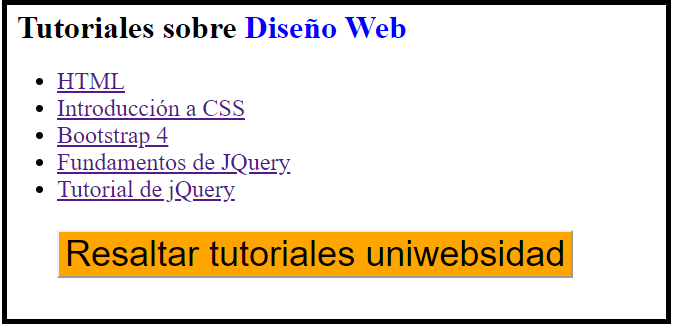 Tutoriales sobre Diseño Web
HTML
Introducción a CSS
Bootstrap 4
Fundamentos de JQuery
Tutorial de jQuery
Resaltar tutoriales uniwebsidad